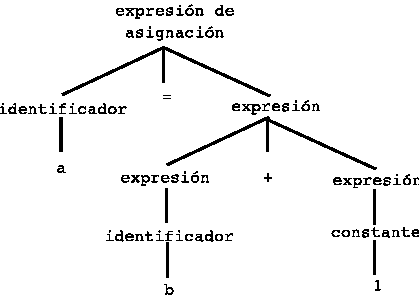 expresión de
asignación
identificador = expresión
a expresión + expresión
identificador constante
b 1